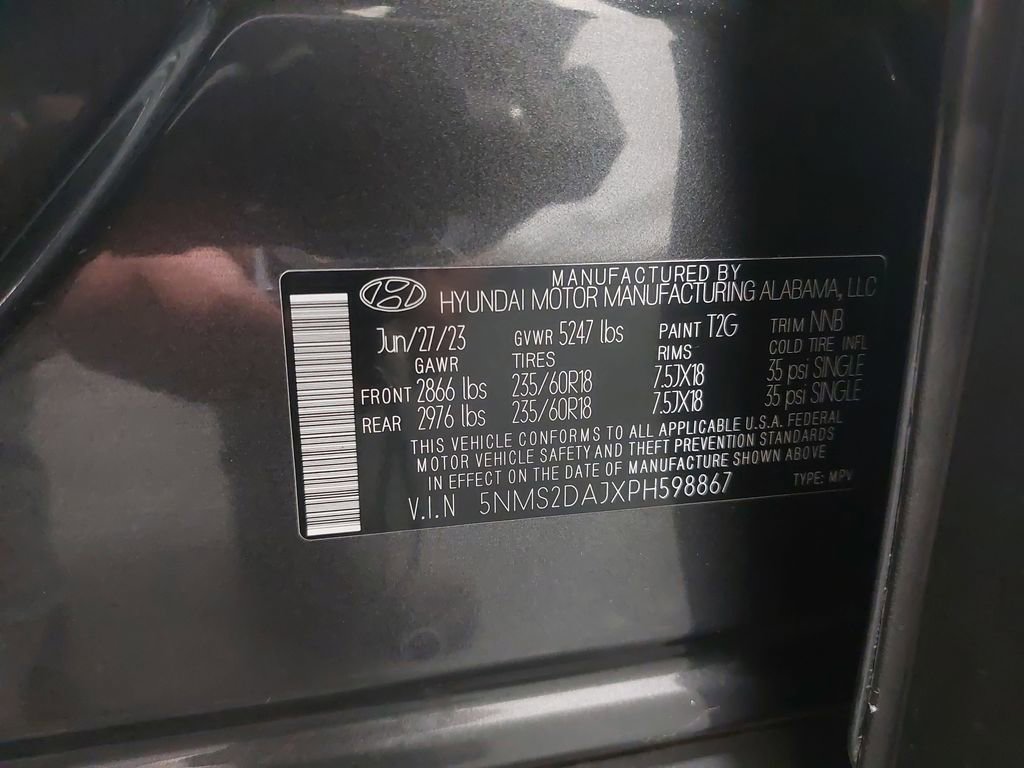 MANUFACTURED BY
HYUNDAI MOTOR MANUFACTURING ALABAMA, LLC
Jun/27/23 GVWR 5247 lbs PAINT T2G TRIM NNB
GAWR TIRES RIMS COLD TIRE INFL
FRONT 2866 lbs 235/60R18 7.5JX18 35 psi SINGLE
REAR 2976 lbs 235/60R18 7.5JX18 35 psi SINGLE
THIS VEHICLE CONFORMS TO ALL APPLICABLE U.S.A. FEDERAL
MOTOR VEHICLE SAFETY AND THEFT PREVENTION STANDARDS
IN EFFECT ON THE DATE OF MANUFACTURE SHOWN ABOVE
V.I.N 5NMS2DAJXPH598867 TYPE: MPV